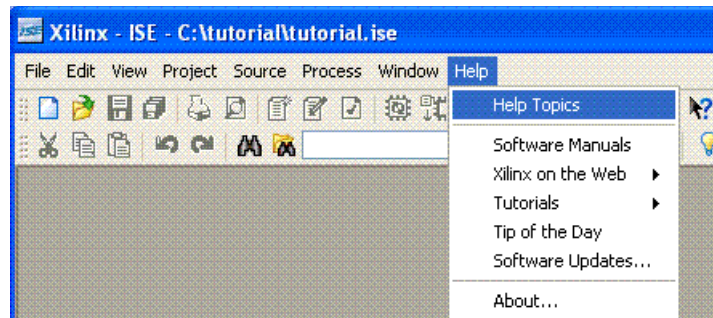 Xilinx - ISE - C:\tutorial\tutorial.ise
File Edit View Project Source Process Window Help
Help Topics
Software Manuals
Xilinx on the Web
Tutorials
Tip of the Day
Software Updates...
About...